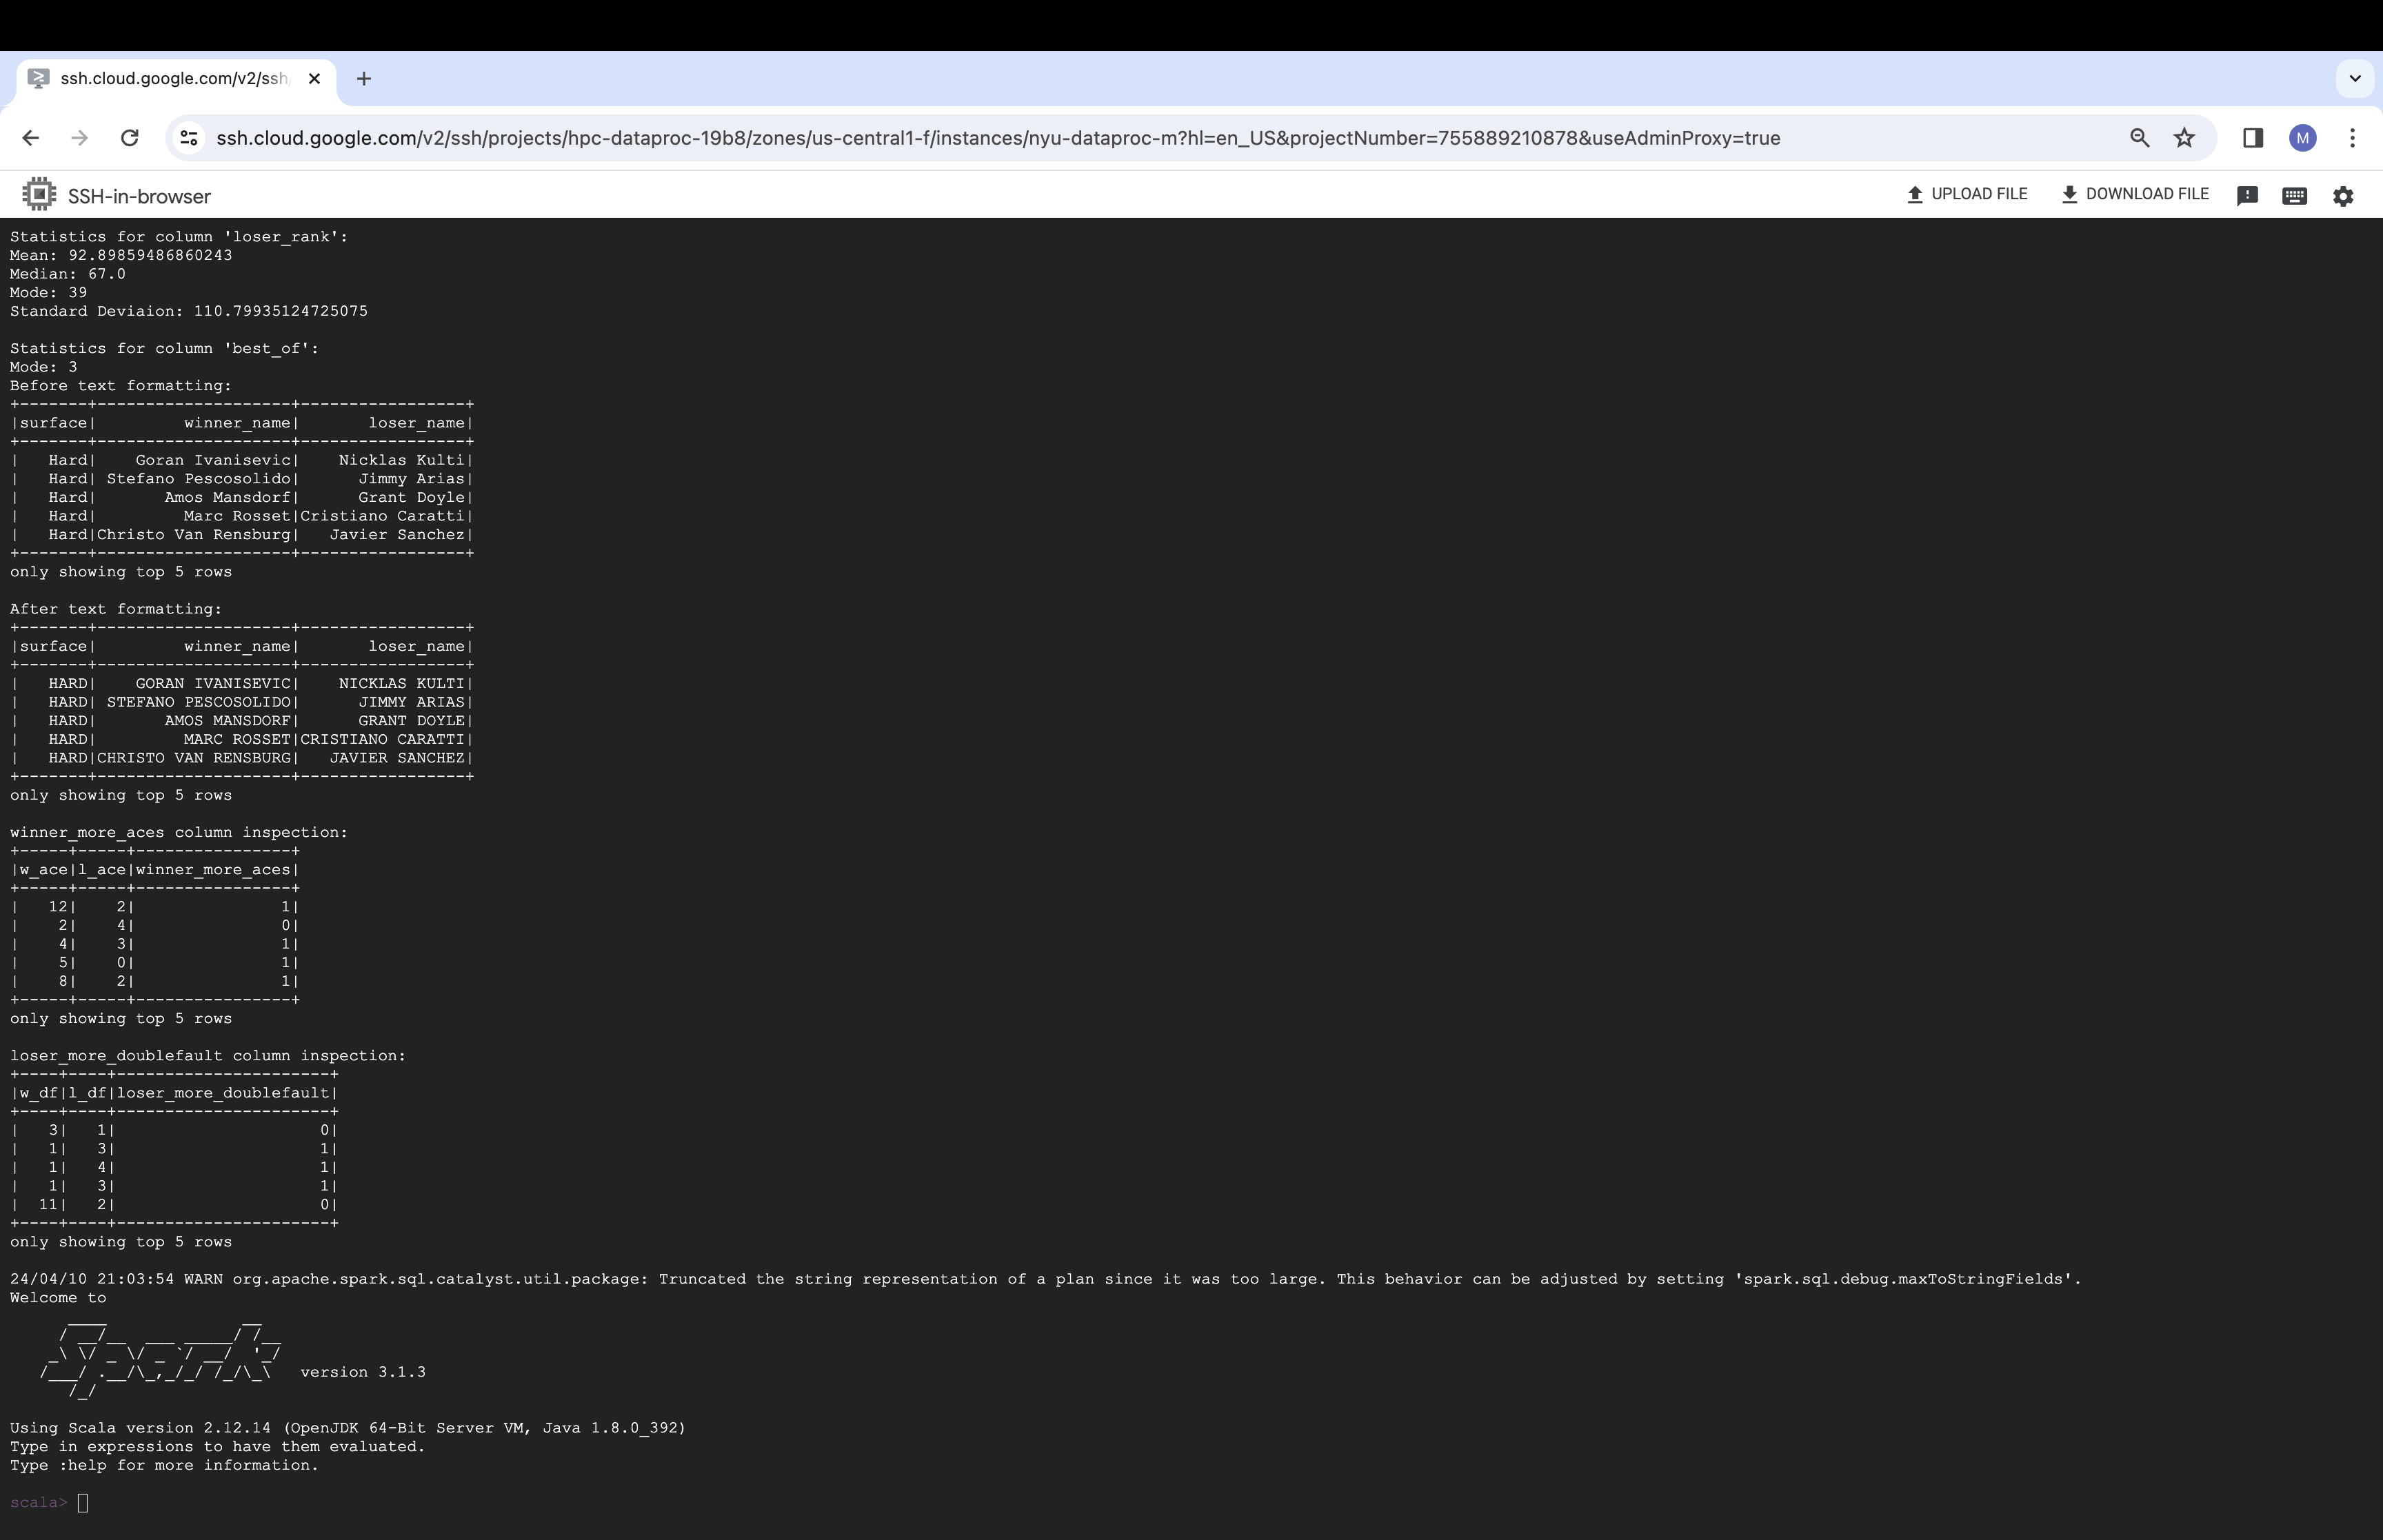 ssh.cloud.google.com/v2/ssh
ssh.cloud.google.com/v2/ssh/projects/hpc-dataproc-19b8/zones/us-central1-f/instances/nyu-dataproc-m?hl=en_US&projectNumber=755889210878&useAdminProxy=true
M
SSH-in-browser
UPLOAD FILE
DOWNLOAD FILE
Statistics for column 'loser_rank':
Mean: 92.89859486860243
Median: 67.0
Mode: 39
Standard Deviaion: 110.79935124725075
Statistics for column 'best_of':
Mode: 3
Before text formatting:
+-------+--------------------+-----------------+
|surface|         winner_name|       loser_name|
+-------+--------------------+-----------------+
|   Hard|    Goran Ivanisevic|    Nicklas Kulti|
|   Hard| Stefano Pescosolido|      Jimmy Arias|
|   Hard|       Amos Mansdorf|      Grant Doyle|
|   Hard|         Marc Rosset|Cristiano Caratti|
|   Hard|Christo Van Rensburg|   Javier Sanchez|
+-------+--------------------+-----------------+
only showing top 5 rows
After text formatting:
+-------+--------------------+-----------------+
|surface|         winner_name|       loser_name|
+-------+--------------------+-----------------+
|   HARD|    GORAN IVANISEVIC|    NICKLAS KULTI|
|   HARD| STEFANO PESCOSOLIDO|      JIMMY ARIAS|
|   HARD|       AMOS MANSDORF|      GRANT DOYLE|
|   HARD|         MARC ROSSET|CRISTIANO CARATTI|
|   HARD|CHRISTO VAN RENSBURG|   JAVIER SANCHEZ|
+-------+--------------------+-----------------+
only showing top 5 rows
winner_more_aces column inspection:
+-----+-----+----------------+
|w_ace|l_ace|winner_more_aces|
+-----+-----+----------------+
|   12|    2|               1|
|    2|    4|               0|
|    4|    3|               1|
|    5|    0|               1|
|    8|    2|               1|
+-----+-----+----------------+
only showing top 5 rows
loser_more_doublefault column inspection:
+----+----+----------------------+
|w_df|l_df|loser_more_doublefault|
+----+----+----------------------+
|   3|   1|                     0|
|   1|   3|                     1|
|   1|   4|                     1|
|   1|   3|                     1|
|  11|   2|                     0|
+----+----+----------------------+
only showing top 5 rows
24/04/10 21:03:54 WARN org.apache.spark.sql.catalyst.util.package: Truncated the string representation of a plan since it was too large. This behavior can be adjusted by setting 'spark.sql.debug.maxToStringFields'.
Welcome to
      ____              __
     / __/__  ___ _____/ /__
    _\ \/ _ \/ _ `/ __/  '_/
   /___/ .__/\_,_/_/ /_/\_\   version 3.1.3
      /_/
Using Scala version 2.12.14 (OpenJDK 64-Bit Server VM, Java 1.8.0_392)
Type in expressions to have them evaluated.
Type :help for more information.
scala>